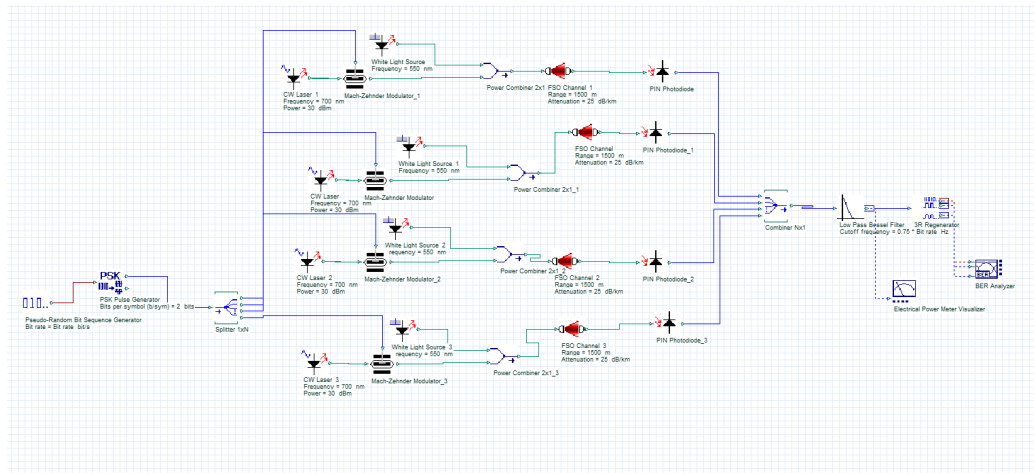 White Light Source
Frequency = 550 nm
CW Laser 1
Frequency = 700 nm
Power = 30 dBm
Mach-Zehnder Modulator_1
Power Combiner 2x1
FSO Channel 1
Range = 1500 m
Attenuation = 25 dB/km
PIN Photodiode
White Light Source 1
Frequency = 550 nm
CW Laser
Frequency = 700 nm
Power = 30 dBm
Mach-Zehnder Modulator
Power Combiner 2x1_1
FSO Channel
Range = 1500 m
Attenuation = 25 dB/km
PIN Photodiode_1
Combiner Nx1
Low Pass Bessel Filter
Cutoff frequency = 0.75 * Bit rate Hz
3R Regenerator
BER
BER Analyzer
Electrical Power Meter Visualizer
White Light Source 2
Frequency = 550 nm
CW Laser 2
Frequency = 700 nm
Power = 30 dBm
Mach-Zehnder Modulator_2
Power Combiner 2x1_2
FSO Channel 2
Range = 1500 m
Attenuation = 25 dB/km
PIN Photodiode_2
PSK
PSK Pulse Generator
Bits per symbol (b/sym) = 2 bits
Pseudo-Random Bit Sequence Generator
Bit rate = Bit rate bit/s
Splitter 1xN
White Light Source 3
requency = 550 nm
CW Laser 3
Frequency = 700 nm
Power = 30 dBm
Mach-Zehnder Modulator_3
Power Combiner 2x1_3
FSO Channel 3
Range = 1500 m
Attenuation = 25 dB/km
PIN Photodiode_3